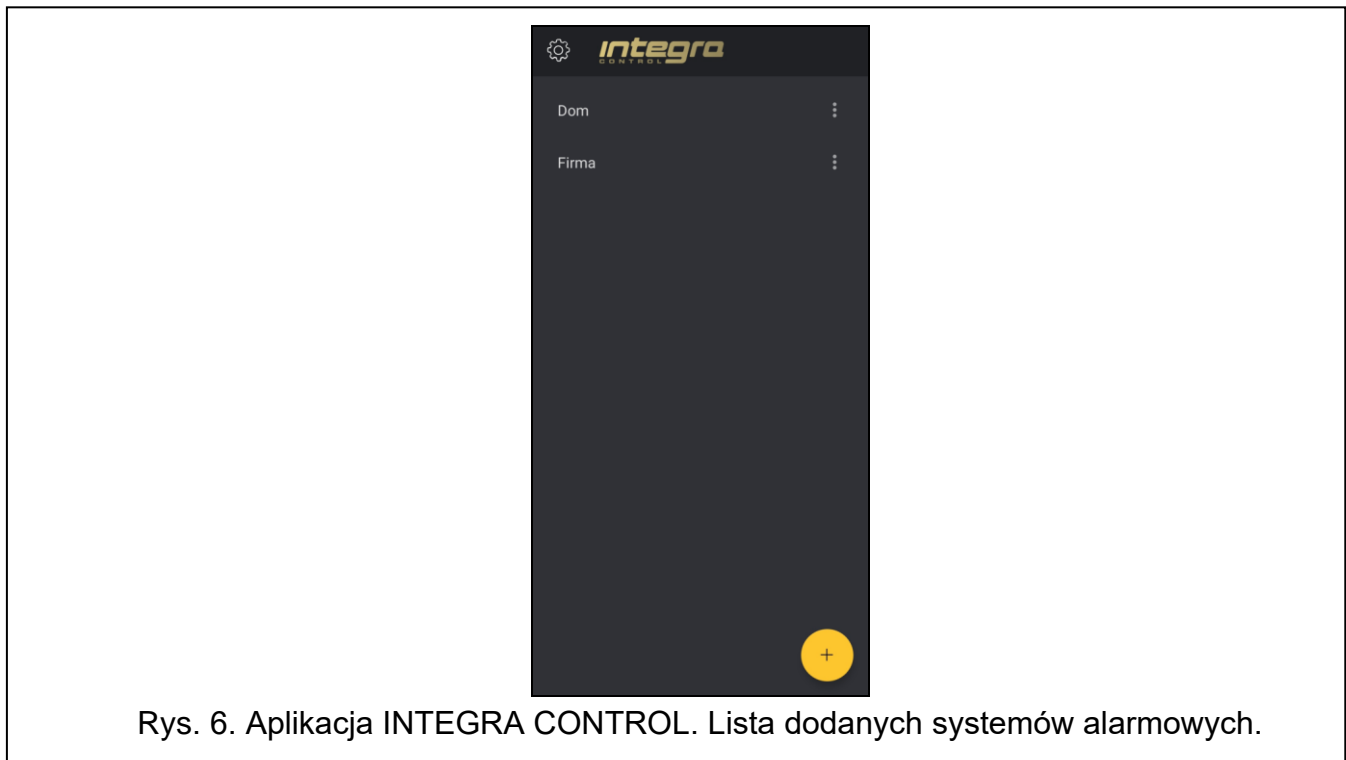 integra
CONTROL
Dom
Firma
+
Rys. 6. Aplikacja INTEGRA CONTROL. Lista dodanych systemów alarmowych.